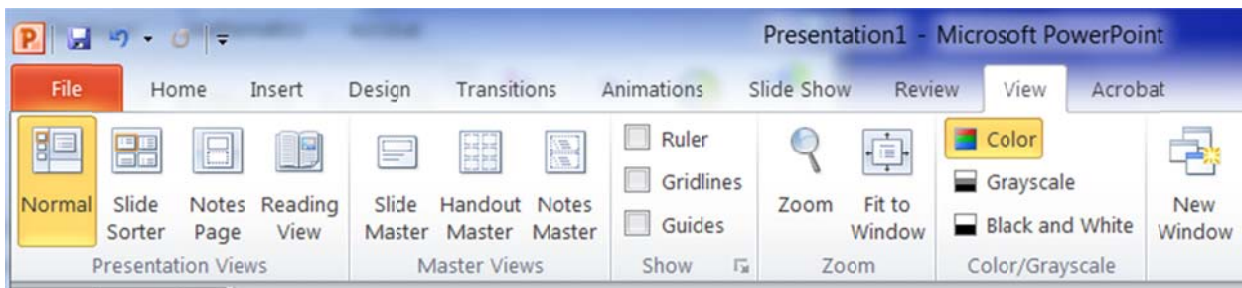 P
Presentation1 - Microsoft PowerPoint
File Home Insert Design Transitions Animations Slide Show Review View Acrobat
Normal Slide Sorter Notes Page Reading View Slide Master Handout Master Notes Master Ruler Gridlines Guides Zoom Fit to Window Color Grayscale Black and White New Window
Presentation Views Master Views Show Zoom Color/Grayscale